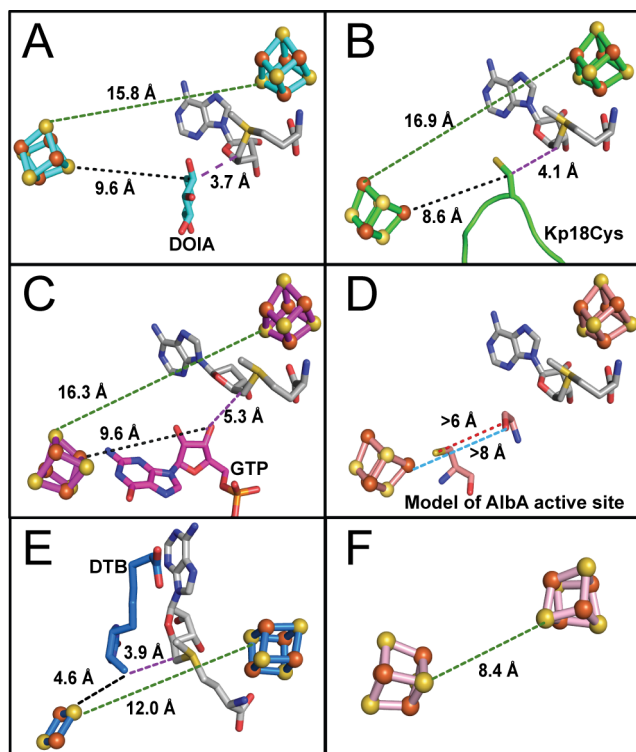 A
15.8 Å
9.6 Å
3.7 Å
DOIA
B
16.9 Å
4.1 Å
8.6 Å
Kp18Cys
C
16.3 Å
5.3 Å
9.6 Å
GTP
D
>6 Å
>8 Å
Model of AlbA active site
E
DTB
3.9 Å
4.6 Å
12.0 Å
F
8.4 Å